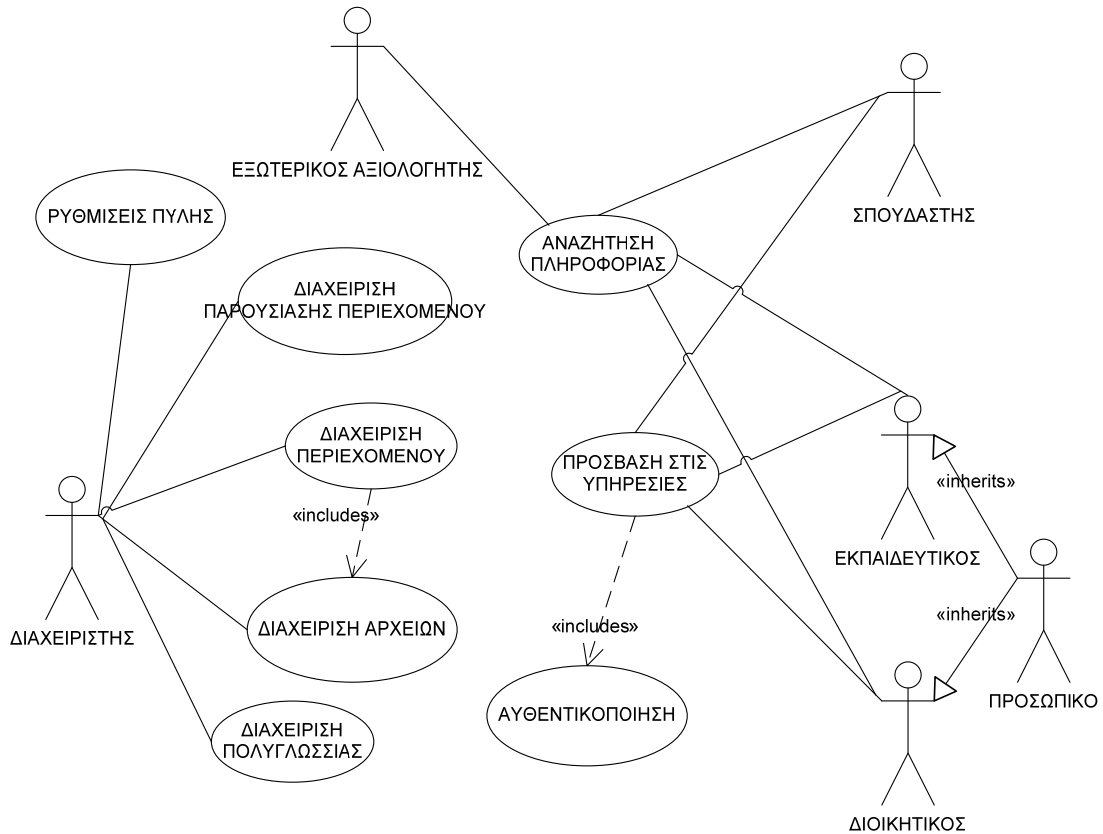 ΕΞΩΤΕΡΙΚΟΣ ΑΞΙΟΛΟΓΗΤΗΣ
ΣΠΟΥΔΑΣΤΗΣ
ΡΥΘΜΙΣΕΙΣ ΠΥΛΗΣ
ΑΝΑΖΗΤΗΣΗ
ΠΛΗΡΟΦΟΡΙΑΣ
ΔΙΑΧΕΙΡΙΣΗ
ΠΑΡΟΥΣΙΑΣΗΣ ΠΕΡΙΕΧΟΜΕΝΟΥ
ΔΙΑΧΕΙΡΙΣΗ
ΠΕΡΙΕΧΟΜΕΝΟΥ
ΠΡΟΣΒΑΣΗ ΣΤΙΣ
ΥΠΗΡΕΣΙΕΣ
«inherits»
«includes»
ΕΚΠΑΙΔΕΥΤΙΚΟΣ
«inherits»
ΔΙΑΧΕΙΡΙΣΤΗΣ
ΔΙΑΧΕΙΡΙΣΗ ΑΡΧΕΙΩΝ
«includes»
ΠΡΟΣΩΠΙΚΟ
ΑΥΘΕΝΤΙΚΟΠΟΙΗΣΗ
ΔΙΑΧΕΙΡΙΣΗ
ΠΟΛΥΓΛΩΣΣΙΑΣ
ΔΙΟΙΚΗΤΙΚΟΣ